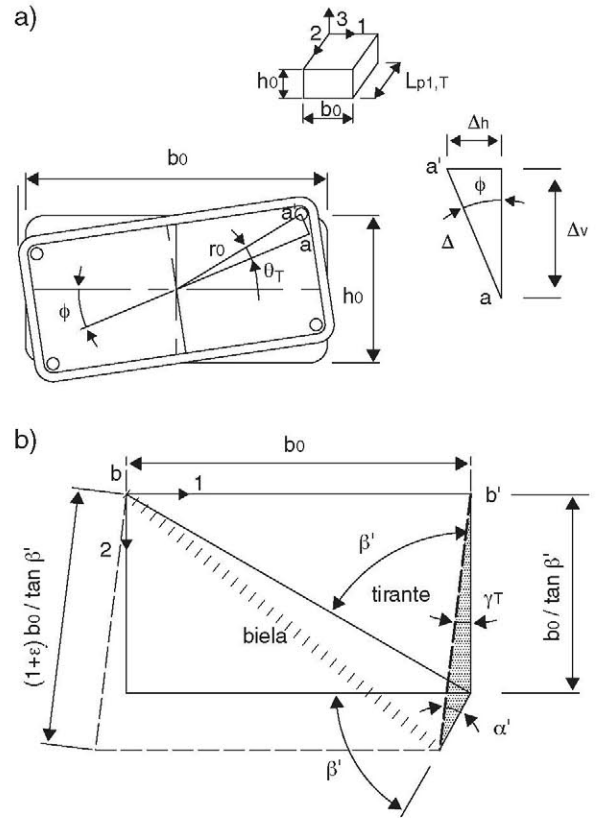 a)
3
2
1
h0
b0
Lp1,T
b0
Δh
a'
ϕ
Δ
Δv
a
a'
a
r0
θT
h0
ϕ
b)
b0
b
1
b'
2
β'
tirante
γT
biela
(1+ε) b0 / tan β'
b0 / tan β'
α'
β'